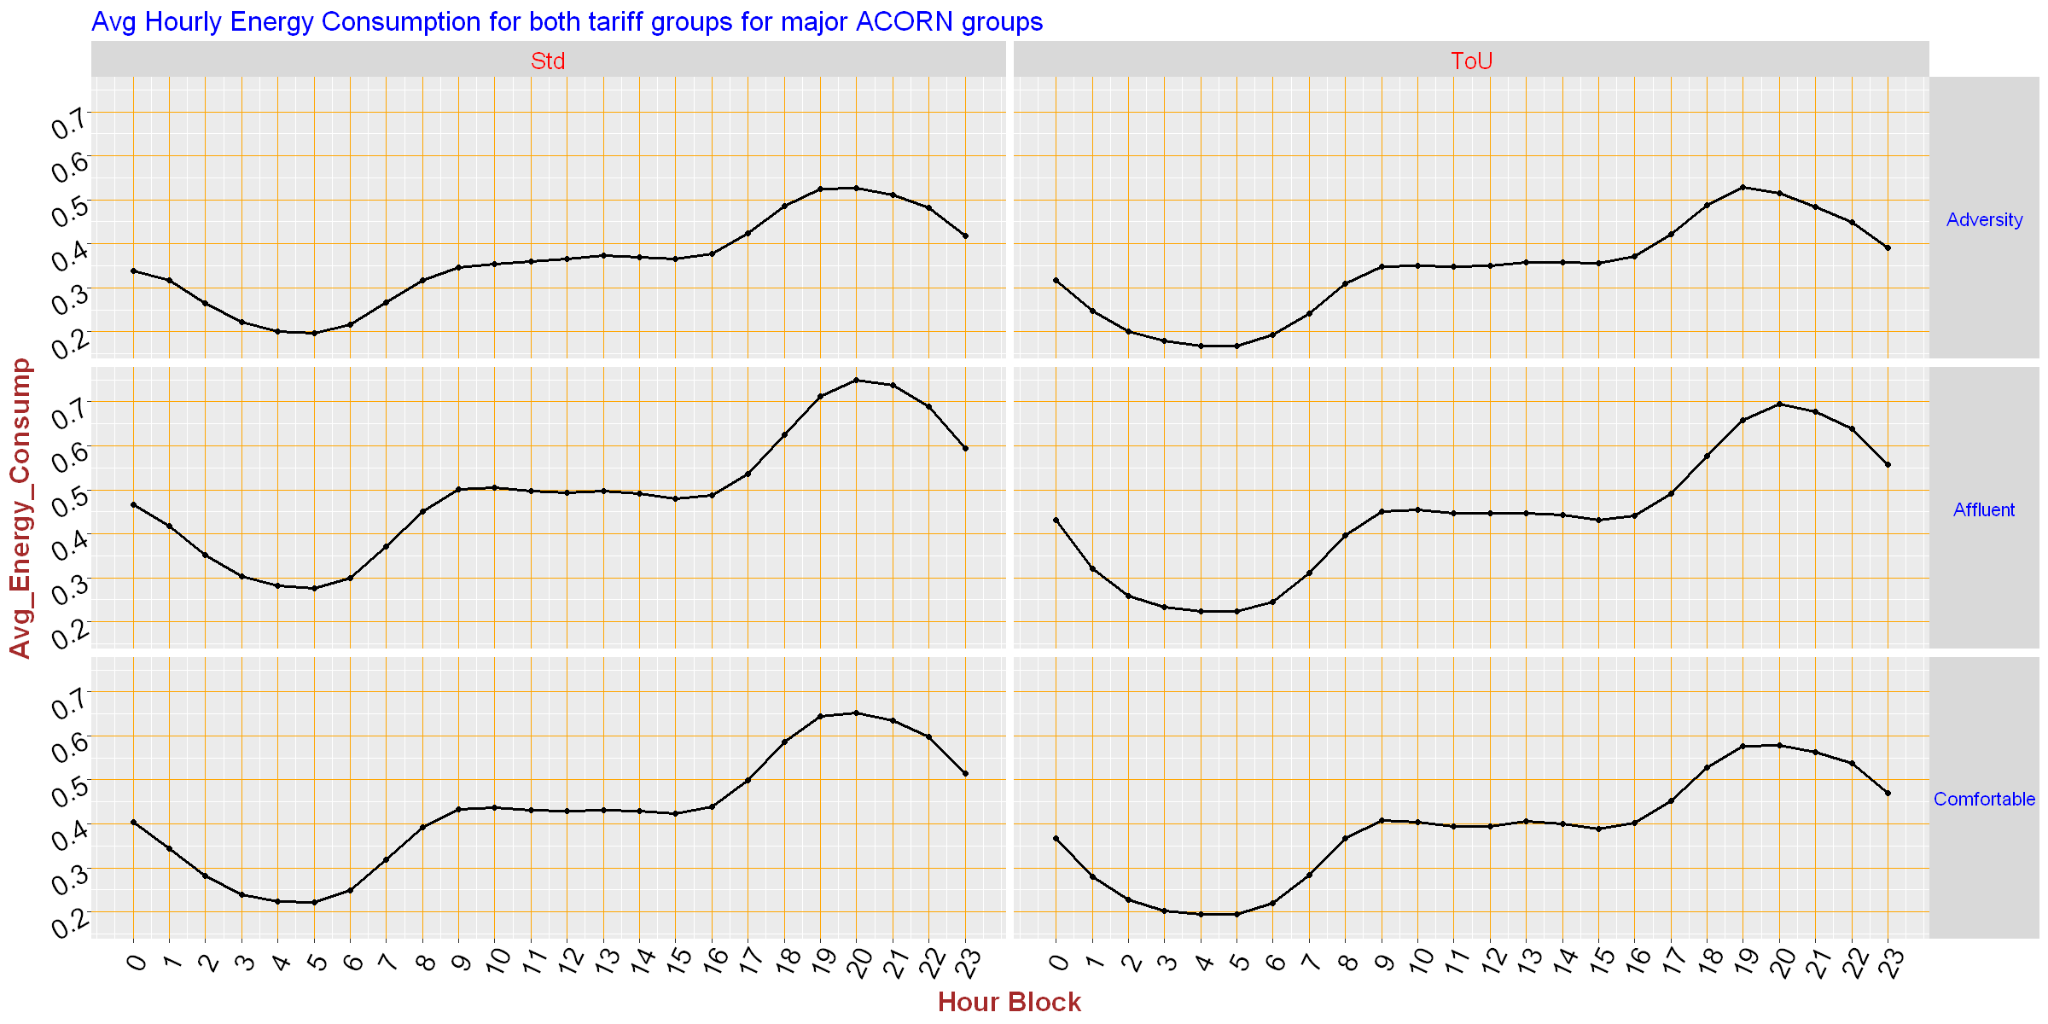 Avg Hourly Energy Consumption for both tariff groups for major ACORN groups
Std ToU
0.7
0.6
0.5
0.4
0.3
0.2
Adversity
0.7
0.6
0.5
0.4
0.3
0.2
Affluent
0.7
0.6
0.5
0.4
0.3
0.2
Comfortable
Avg_Energy_Consump
0 1 2 3 4 5 6 7 8 9 10 11 12 13 14 15 16 17 18 19 20 21 22 23 0 1 2 3 4 5 6 7 8 9 10 11 12 13 14 15 16 17 18 19 20 21 22 23
Hour Block